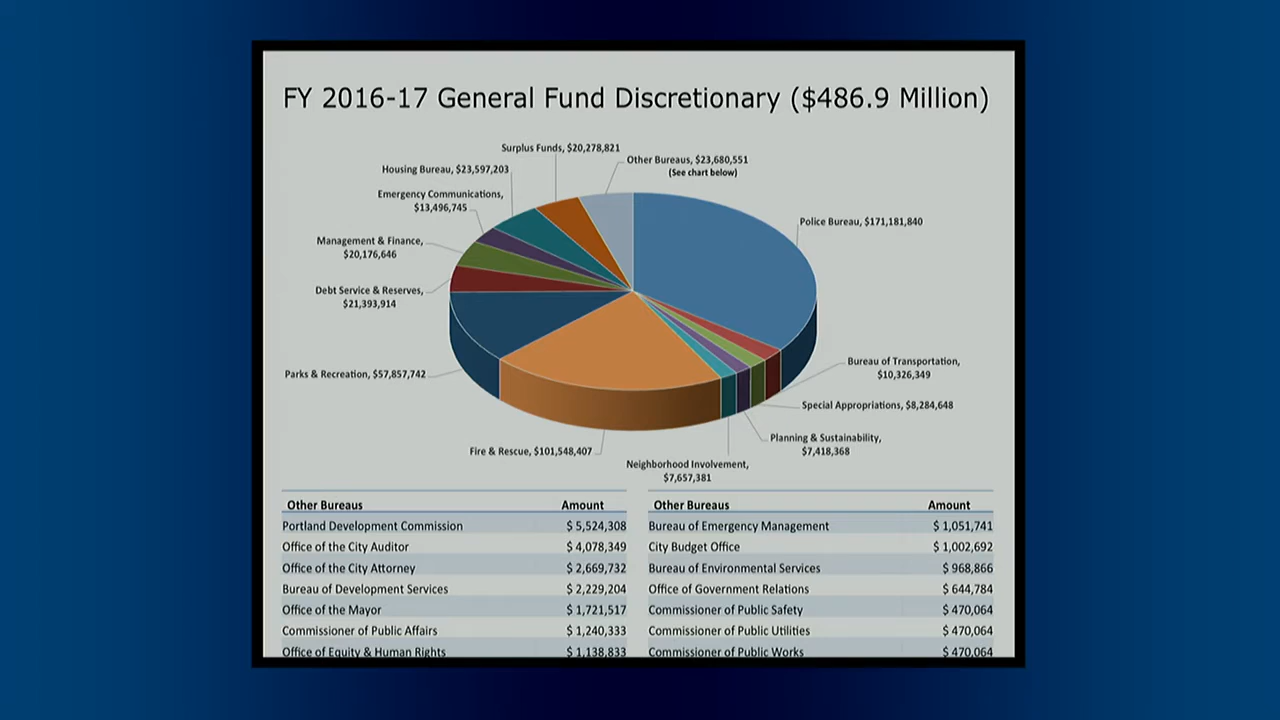 FY 2016-17 General Fund Discretionary ($486.9 Million)
Surplus Funds, $20,278,821
Other Bureaus, $23,680,551
(See chart below)
Housing Bureau, $23,597,203
Emergency Communications,
$13,496,745
Police Bureau, $171,181,840
Management & Finance,
$20,176,646
Debt Service & Reserves,
$21,393,914
Parks & Recreation, $57,857,742
Bureau of Transportation,
$10,326,349
Special Appropriations, $8,284,648
Planning & Sustainability,
$7,418,368
Fire & Rescue, $101,548,407
Neighborhood Involvement,
$7,657,381
Other Bureaus Amount
Portland Development Commission $ 5,524,308
Office of the City Auditor $ 4,078,349
Office of the City Attorney $ 2,669,732
Bureau of Development Services $ 2,229,204
Office of the Mayor $ 1,721,517
Commissioner of Public Affairs $ 1,240,333
Office of Equity & Human Rights $ 1,138,833
Other Bureaus Amount
Bureau of Emergency Management $ 1,051,741
City Budget Office $ 1,002,692
Bureau of Environmental Services $ 968,866
Office of Government Relations $ 644,784
Commissioner of Public Safety $ 470,064
Commissioner of Public Utilities $ 470,064
Commissioner of Public Works $ 470,064